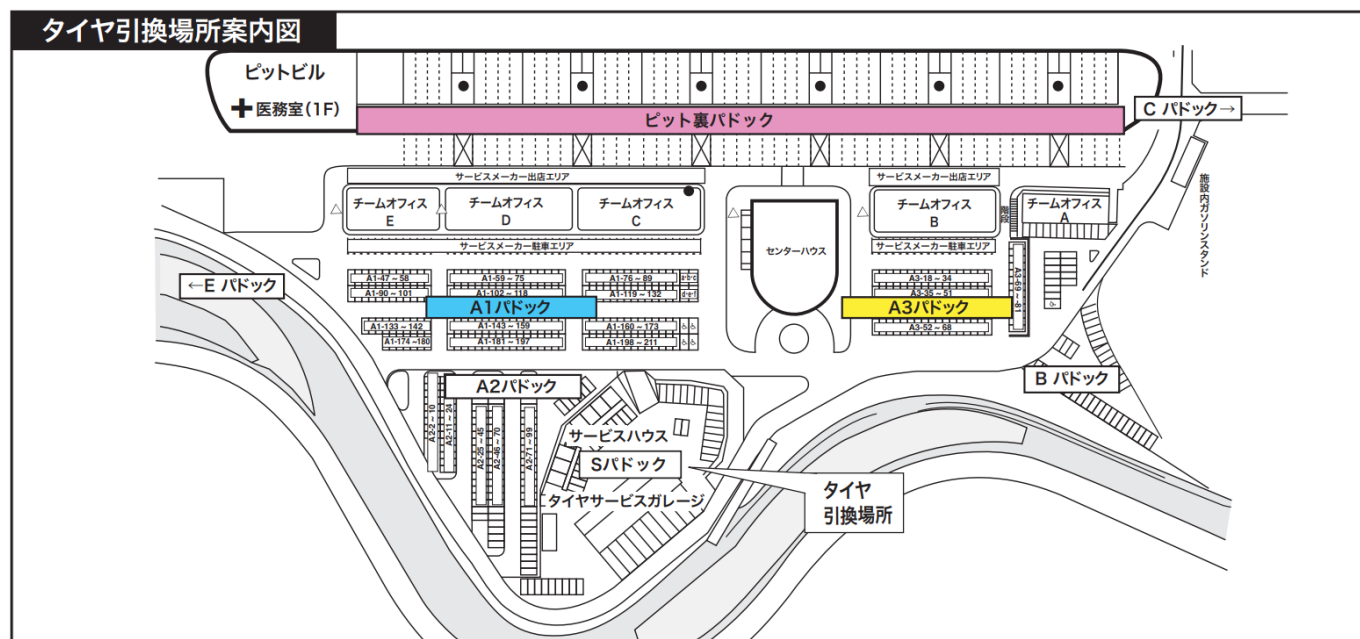 タイヤ引換場所案内図
ピットビル
医務室(1F)
ピット裏パドック
C パドック→
サービスメーカー出店エリア
サービスメーカー出店エリア
チームオフィス
E
チームオフィス
D
チームオフィス
C
チームオフィス
B
階段
チームオフィス
A
施設内ガソリンスタンド
サービスメーカー駐車エリア
サービスメーカー駐車エリア
センターハウス
←E パドック
A1-47 ~ 58
A1-59 ~ 75
A1-76 ~ 89
a・b・c
A1-90 ~ 101
A1-102 ~ 118
A1-119 ~ 132
d・e・f
A1パドック
A1-133 ~ 142
A1-143 ~ 159
A1-160 ~ 173
A1-174 ~180
A1-181 ~ 197
A1-198 ~ 211
A3-18 ~ 34
A3-35 ~ 51
A3パドック
A3-52 ~ 68
A3-69 ~ 81
B パドック
A2パドック
A2-2 ~ 10
A2-11 ~ 24
A2-25 ~ 45
A2-46 ~ 70
A2-71 ~ 99
サービスハウス
Sパドック
タイヤサービスガレージ
タイヤ
引換場所